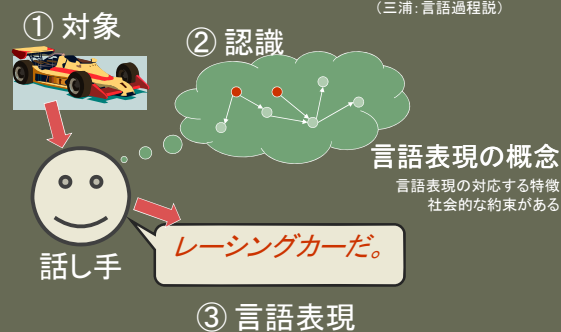 （三浦：言語過程説）
① 対象
② 認識
言語表現の概念
言語表現の対応する特徴
社会的な約束がある
レーシングカーだ。
話し手
③ 言語表現